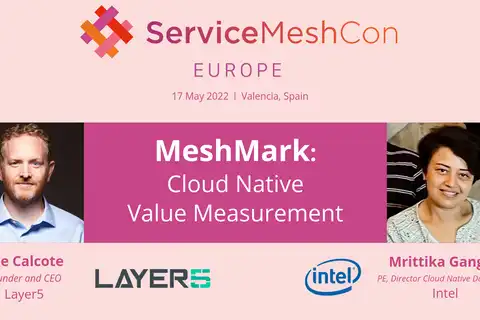 ServiceMeshCon
EUROPE
17 May 2022 | Valencia, Spain
MeshMark:
Cloud Native
Value Measurement
e Calcote
under and CEO
Layer5
LAYER5
intel
Mrittika Gang
PE, Director Cloud Native Da
Intel